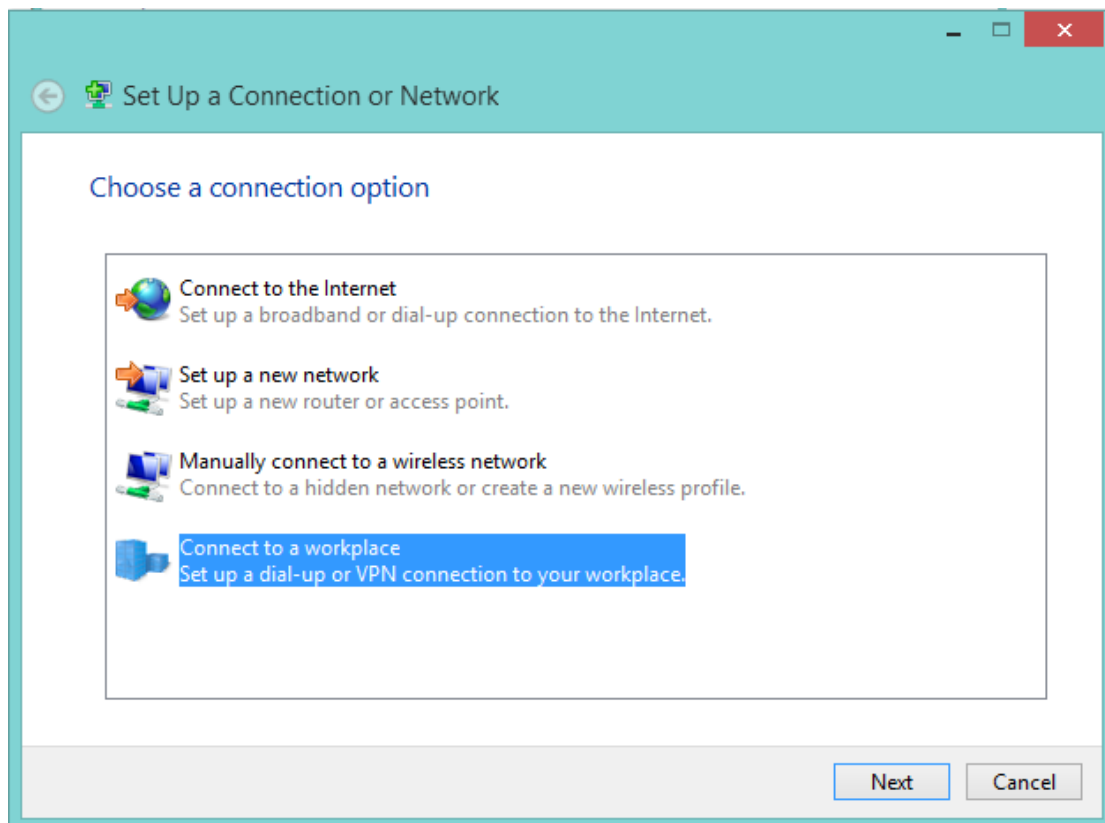 Set Up a Connection or Network
Choose a connection option
Connect to the Internet
Set up a broadband or dial-up connection to the Internet.
Set up a new network
Set up a new router or access point.
Manually connect to a wireless network
Connect to a hidden network or create a new wireless profile.
Connect to a workplace
Set up a dial-up or VPN connection to your workplace.
Next Cancel